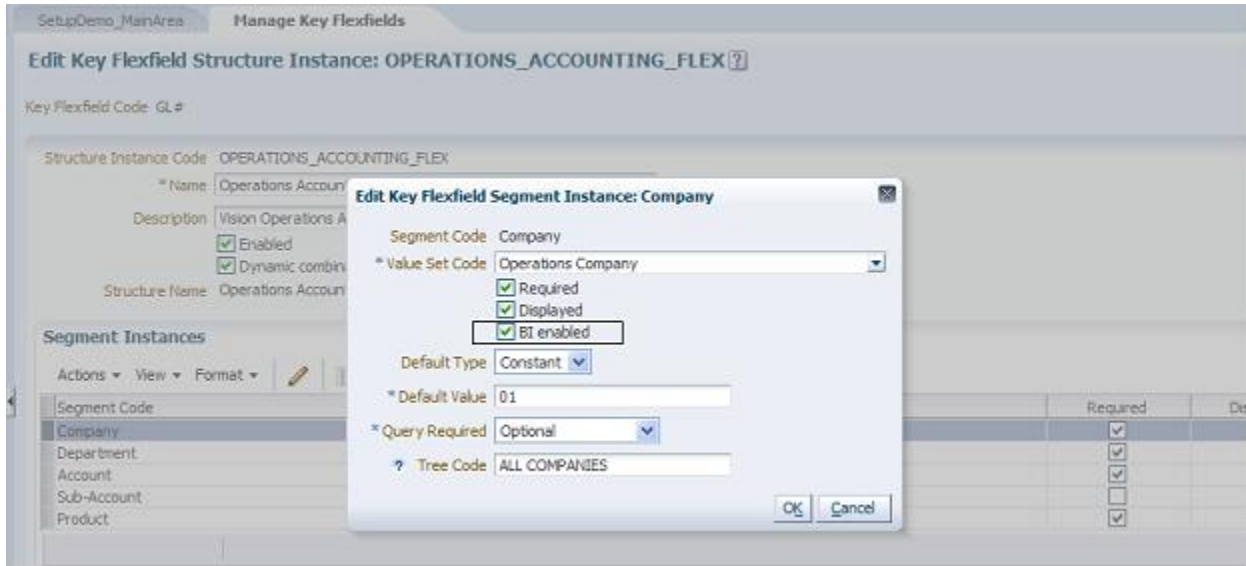 SetupDemo_MainArea
Manage Key Flexfields
Edit Key Flexfield Structure Instance: OPERATIONS_ACCOUNTING_FLEX ?
Key Flexfield Code GL#
Structure Instance Code OPERATIONS_ACCOUNTING_FLEX
* Name Operations Accoun
Description Vision Operations A
Enabled
Dynamic combin
Structure Name Operations Accoun
Segment Instances
Actions View Format
Segment Code Required
Company
Department
Account
Sub-Account
Product
Edit Key Flexfield Segment Instance: Company
Segment Code Company
* Value Set Code Operations Company
Required
Displayed
BI enabled
Default Type Constant
* Default Value 01
* Query Required Optional
? Tree Code ALL COMPANIES
OK Cancel